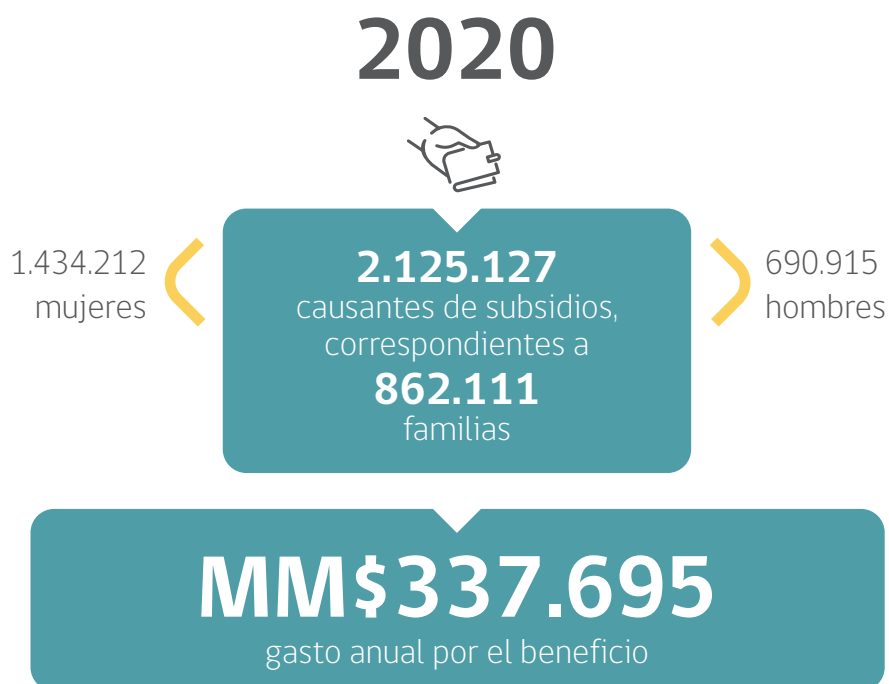 2020
1.434.212
mujeres
2.125.127
causantes de subsidios,
correspondientes a
862.111
familias
690.915
hombres
MM$337.695
gasto anual por el beneficio